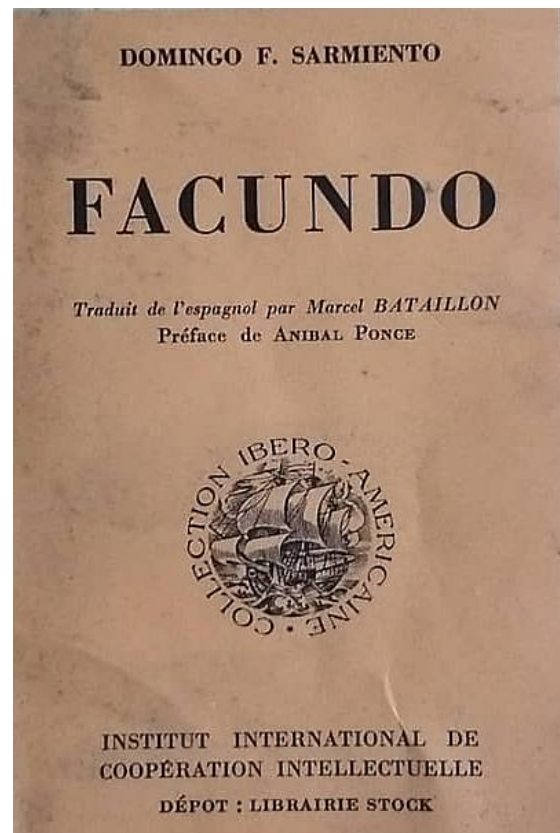 DOMINGO F. SARMIENTO
FACUNDO
Traduit de l'espagnol par Marcel BATAILLON
Préface de ANIBAL PONCE
COLLECTION IBERO-AMERICAINE •
INSTITUT INTERNATIONAL DE
COOPÉRATION INTELLECTUELLE
DÉPOT : LIBRAIRIE STOCK